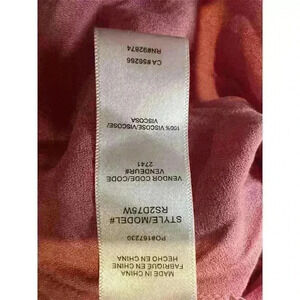 MADE IN CHINA
FABRIQUE EN CHINE
HECHO EN CHINA
PO#167230
STYLE/MODEL#
RS2D75W
VENDOR CODE/CODE
VENDEUR#
2741
100% VISCOSE/VISCOSE/
VISCOSA
CA#56266
RN#92874